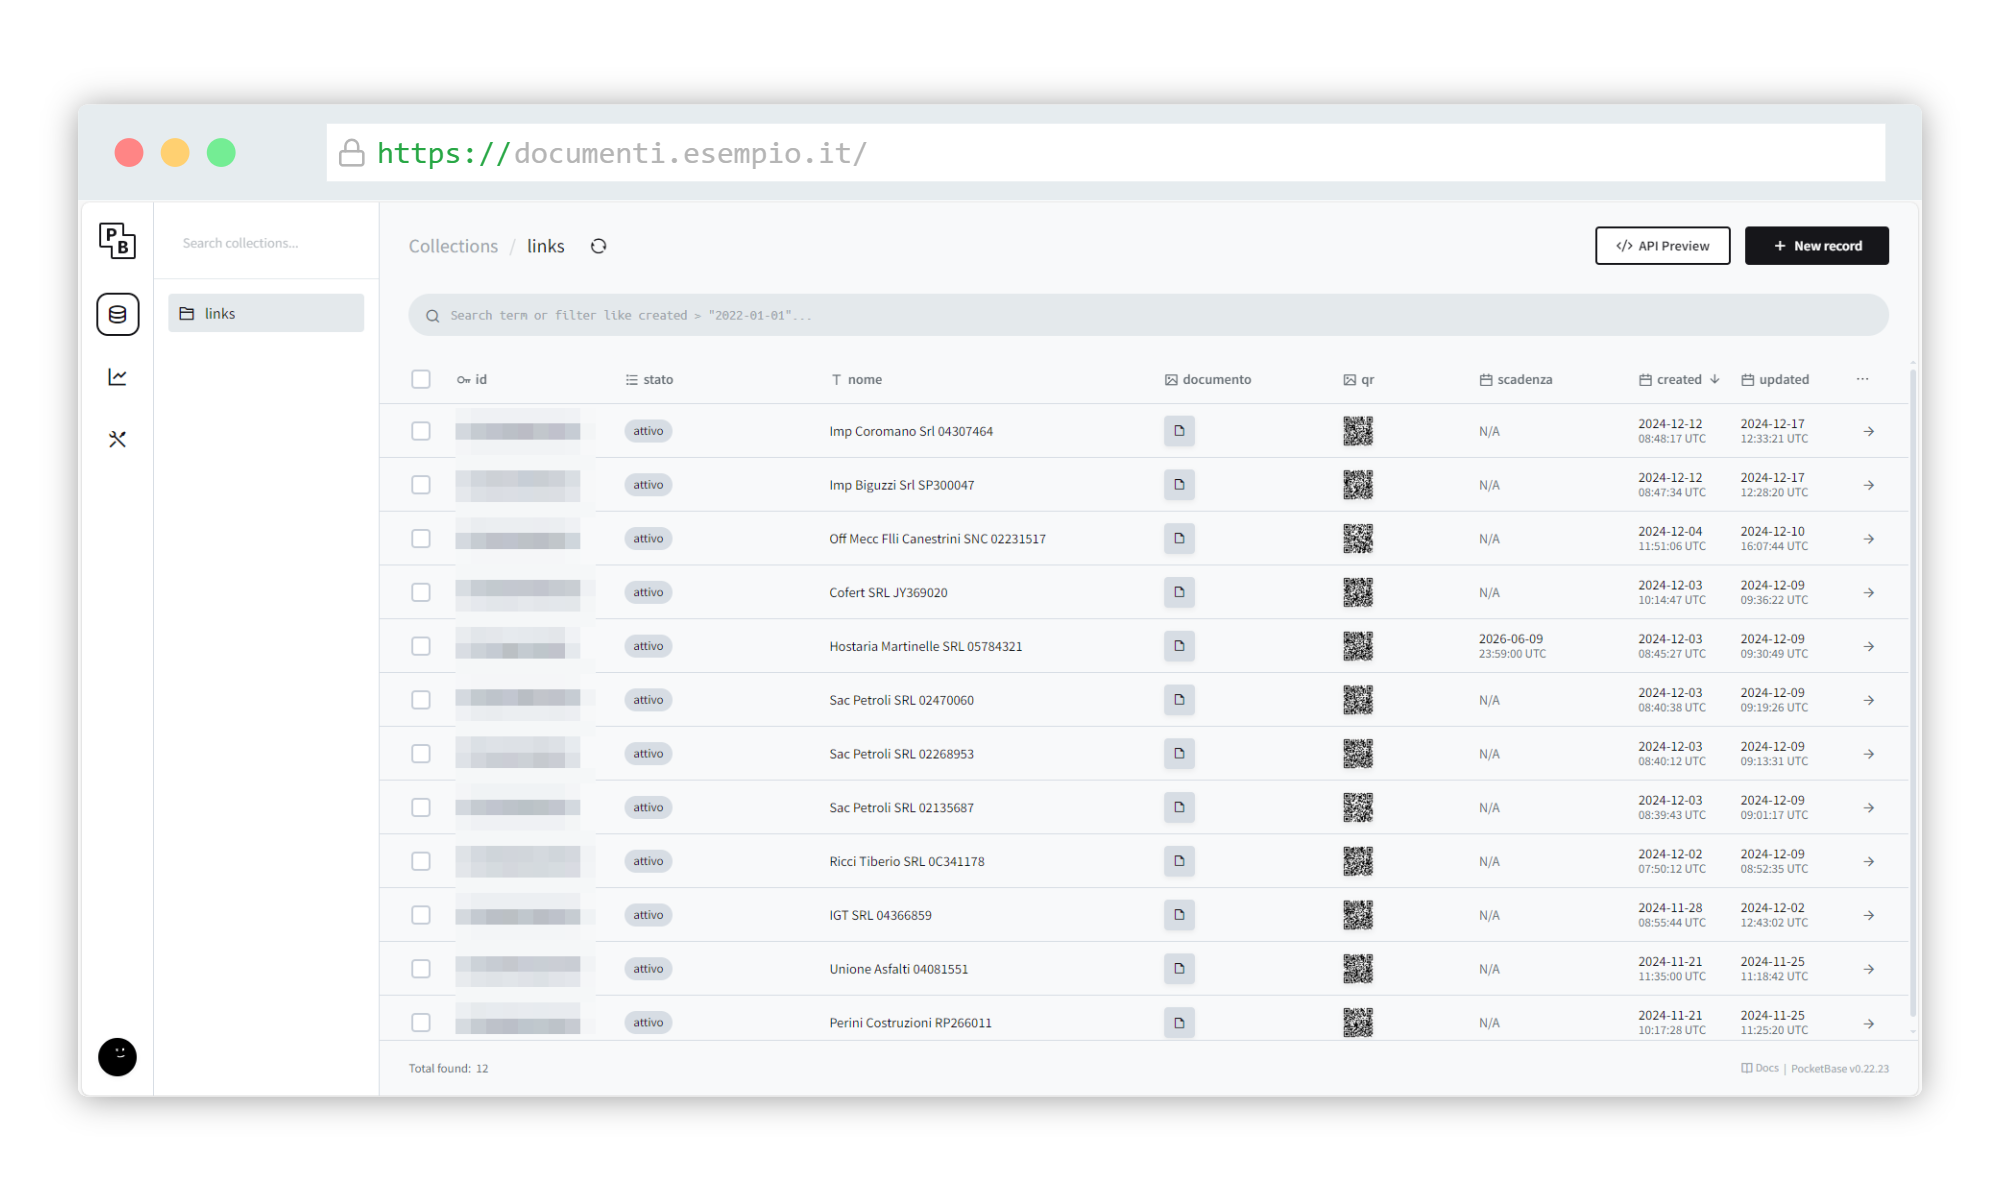 https://documenti.esempio.it/
PB
Search collections...
links
Collections / links
</> API Preview
+ New record
Search term or filter like created > "2022-01-01"...
id stato nome documento qr scadenza created updated
attivo Imp Coromano Srl 04307464 N/A 2024-12-12 08:48:17 UTC 2024-12-17 12:33:21 UTC
attivo Imp Biguzzi Srl SP300047 N/A 2024-12-12 08:47:34 UTC 2024-12-17 12:28:20 UTC
attivo Off Mecc Flli Canestrini SNC 02231517 N/A 2024-12-04 11:51:06 UTC 2024-12-10 16:07:44 UTC
attivo Cofert SRL JY369020 N/A 2024-12-03 10:14:47 UTC 2024-12-09 09:36:22 UTC
attivo Hostaria Martinelle SRL 05784321 2026-06-09 23:59:00 UTC 2024-12-03 08:45:27 UTC 2024-12-09 09:30:49 UTC
attivo Sac Petroli SRL 02470060 N/A 2024-12-03 08:40:38 UTC 2024-12-09 09:19:26 UTC
attivo Sac Petroli SRL 02268953 N/A 2024-12-03 08:40:12 UTC 2024-12-09 09:13:31 UTC
attivo Sac Petroli SRL 02135687 N/A 2024-12-03 08:39:43 UTC 2024-12-09 09:01:17 UTC
attivo Ricci Tiberio SRL 0C341178 N/A 2024-12-02 07:50:12 UTC 2024-12-09 08:52:35 UTC
attivo IGT SRL 04366859 N/A 2024-11-28 08:55:44 UTC 2024-12-02 12:43:02 UTC
attivo Unione Asfalti 04081551 N/A 2024-11-21 11:35:00 UTC 2024-11-25 11:18:42 UTC
attivo Perini Costruzioni RP266011 N/A 2024-11-21 10:17:28 UTC 2024-11-25 11:25:20 UTC
Total found: 12
Docs | PocketBase v0.22.23